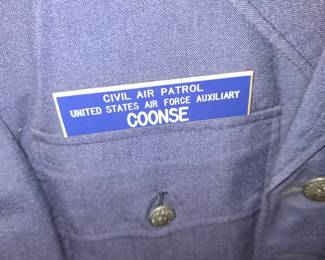 CIVIL AIR PATROL
UNITED STATES AIR FORCE AUXILIARY
COONSE